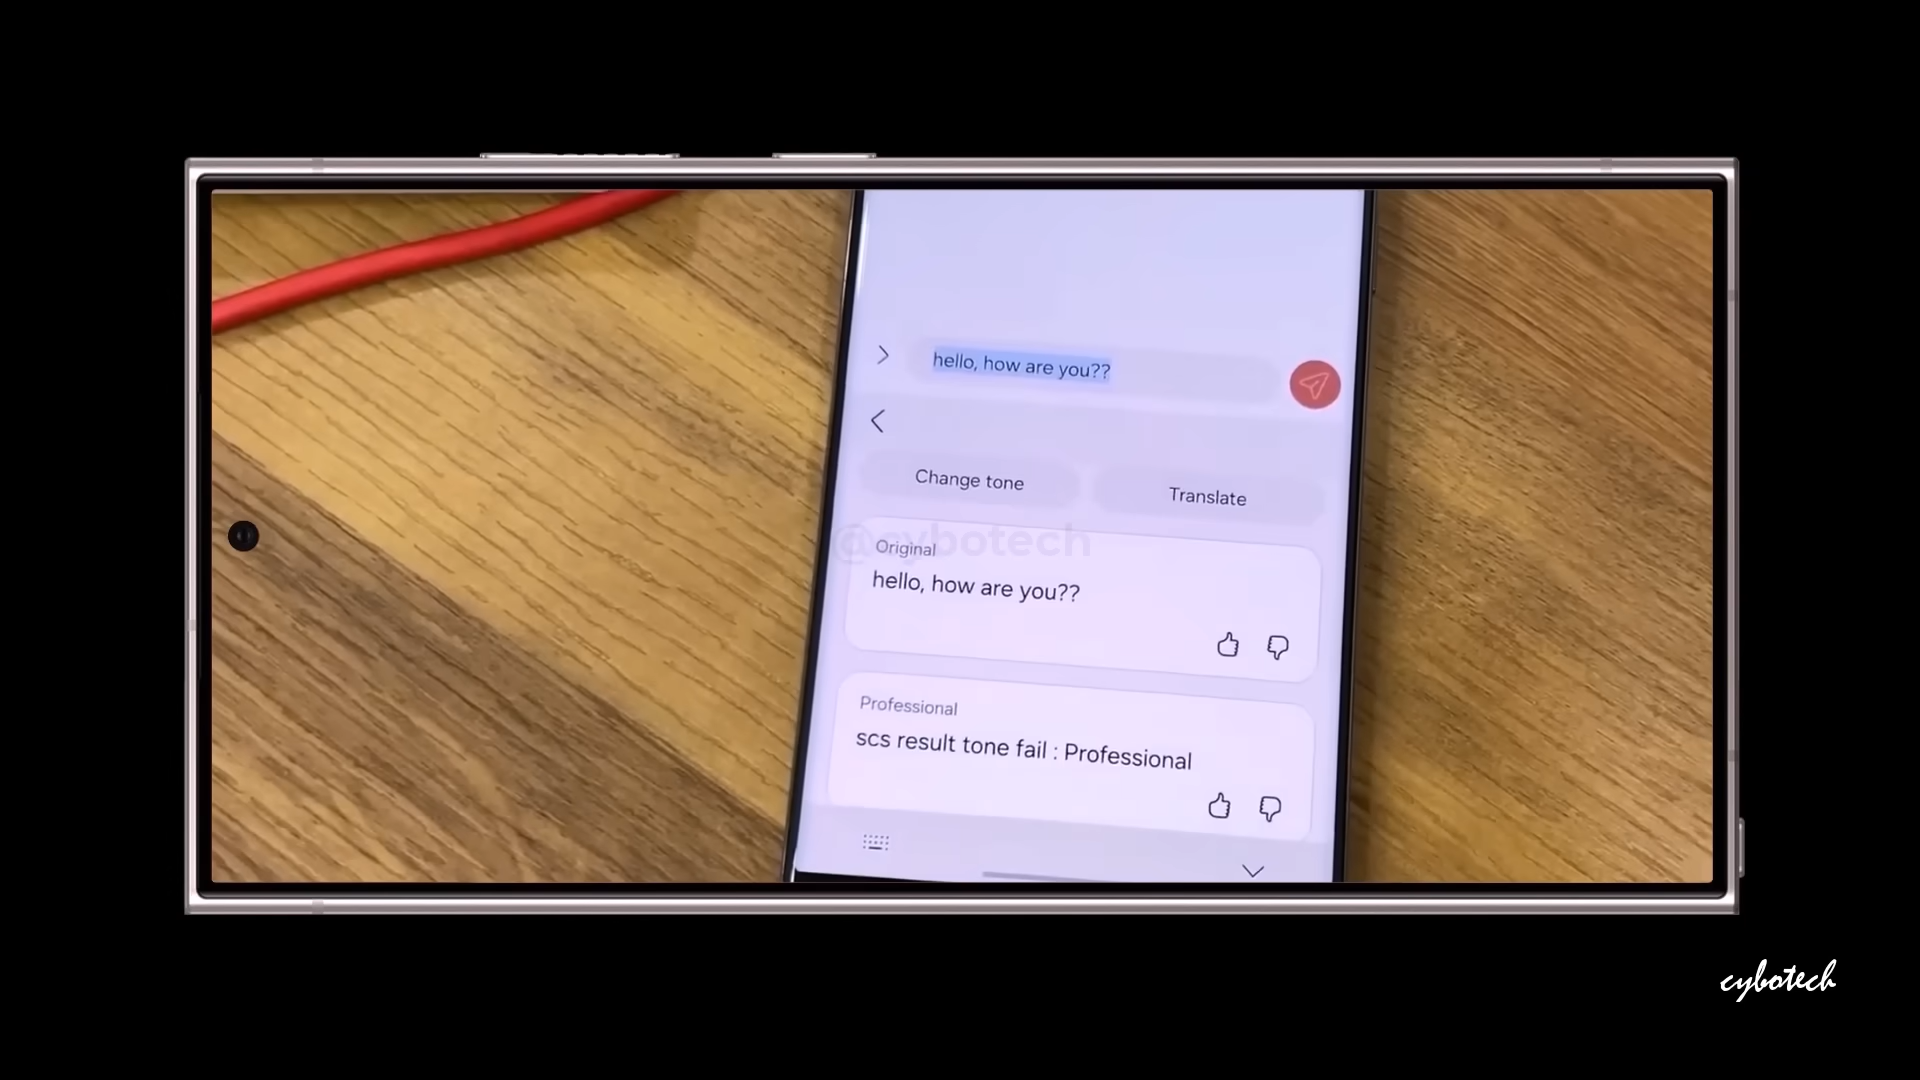 hello, how are you??
Change tone
Translate
@cybotech
Original
hello, how are you??
Professional
scs result tone fail : Professional
cybotech